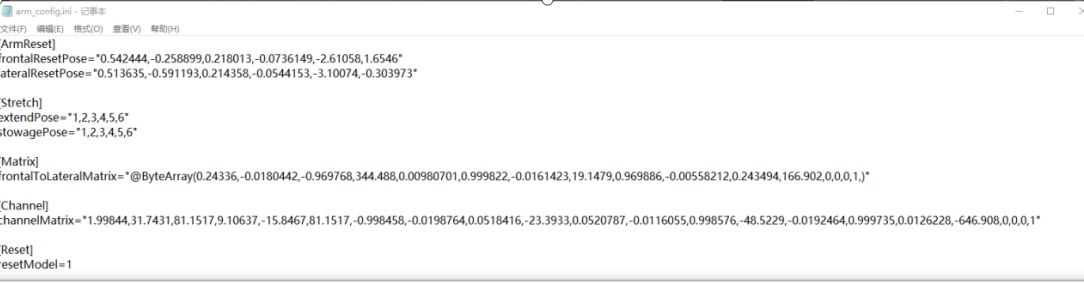 arm_config.ini - 记事本
文件(F) 编辑(E) 格式(O) 查看(V) 帮助(H)
[ArmReset]
frontalResetPose="0.542444,-0.258899,0.218013,-0.0736149,-2.61058,1.6546"
lateralResetPose="0.513635,-0.591193,0.214358,-0.0544153,-3.10074,-0.303973"
[Stretch]
extendPose="1,2,3,4,5,6"
stowagePose="1,2,3,4,5,6"
[Matrix]
frontalToLateralMatrix="@ByteArray(0.24336,-0.0180442,-0.969768,344.488,0.00980701,0.999822,-0.0161423,19.1479,0.969886,-0.00558212,0.243494,166.902,0,0,0,1,)"
[Channel]
channelMatrix="1.99844,31.7431,81.1517,9.10637,-15.8467,81.1517,-0.998458,-0.0198764,0.0518416,-23.3933,0.0520787,-0.0116055,0.998576,-48.5229,-0.0192464,0.999735,0.0126228,-646.908,0,0,0,1"
[Reset]
resetModel=1